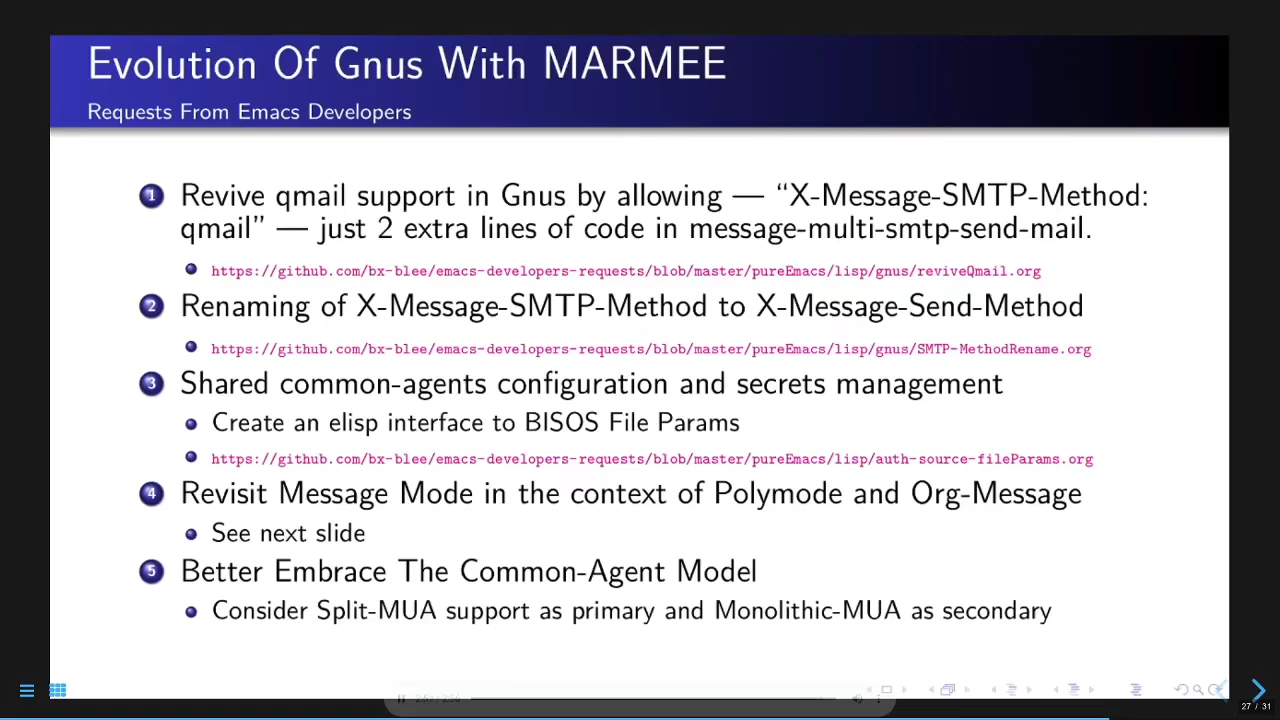 Evolution Of Gnus With MARMEE
Requests From Emacs Developers
1 Revive qmail support in Gnus by allowing — “X-Message-SMTP-Method:
qmail” — just 2 extra lines of code in message-multi-smtp-send-mail.
https://github.com/bx-blee/emacs-developers-requests/blob/master/pureEmacs/lisp/gnus/reviveQmail.org
2 Renaming of X-Message-SMTP-Method to X-Message-Send-Method
https://github.com/bx-blee/emacs-developers-requests/blob/master/pureEmacs/lisp/gnus/SMTP-MethodRename.org
3 Shared common-agents configuration and secrets management
Create an elisp interface to BISOS File Params
https://github.com/bx-blee/emacs-developers-requests/blob/master/pureEmacs/lisp/auth-source-fileParams.org
4 Revisit Message Mode in the context of Polymode and Org-Message
See next slide
5 Better Embrace The Common-Agent Model
Consider Split-MUA support as primary and Monolithic-MUA as secondary
27 / 31